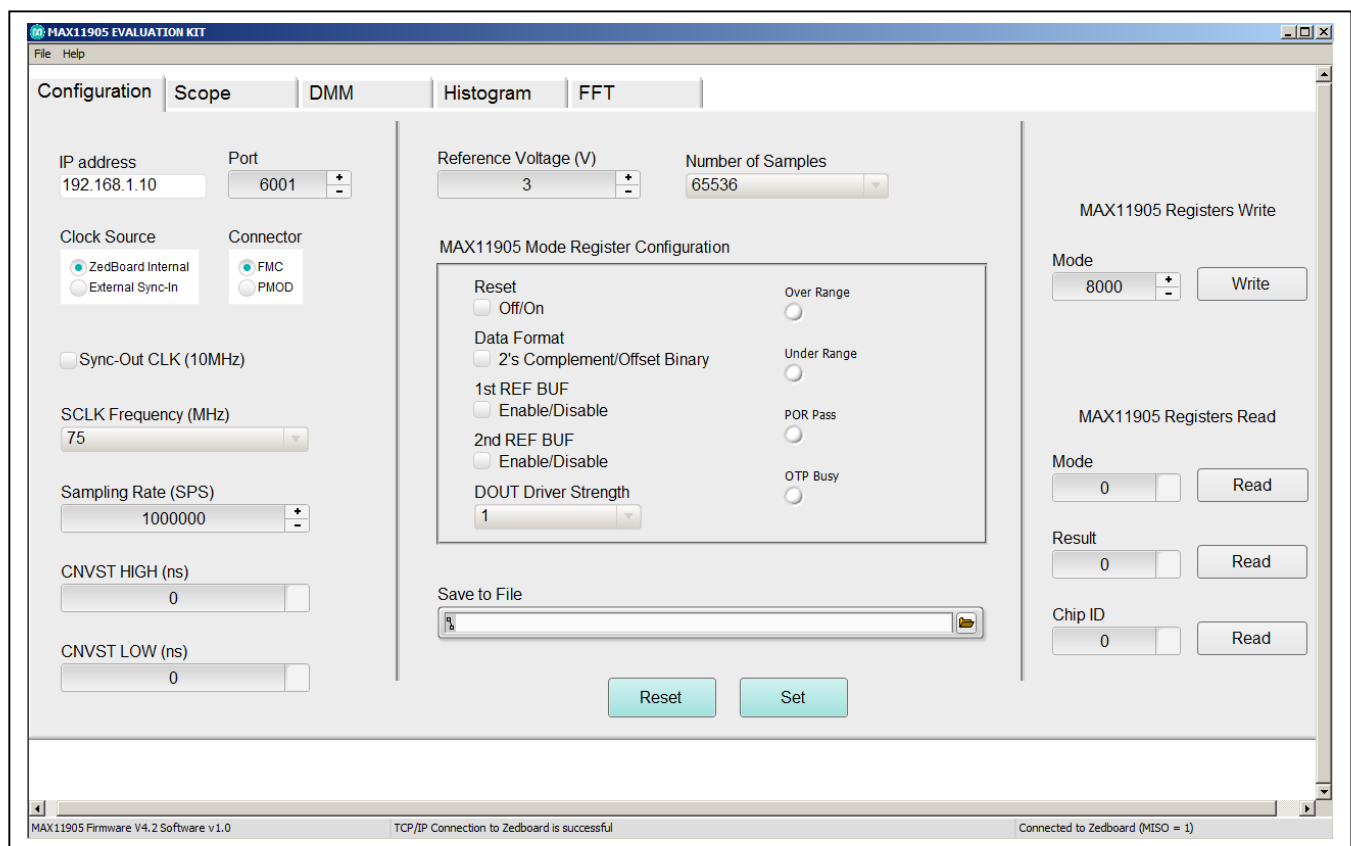 MAX11905 EVALUATION KIT
File Help
Configuration
Scope
DMM
Histogram
FFT
IP address
192.168.1.10
Port
6001
+
-
Clock Source
ZedBoard Internal
External Sync-In
Connector
FMC
PMOD
Sync-Out CLK (10MHz)
SCLK Frequency (MHz)
75
Sampling Rate (SPS)
1000000
+
-
CNVST HIGH (ns)
0
CNVST LOW (ns)
0
Reference Voltage (V)
3
+
-
Number of Samples
65536
MAX11905 Mode Register Configuration
Reset
Off/On
Data Format
2's Complement/Offset Binary
1st REF BUF
Enable/Disable
2nd REF BUF
Enable/Disable
DOUT Driver Strength
1
Over Range
Under Range
POR Pass
OTP Busy
Save to File
Reset
Set
MAX11905 Registers Write
Mode
8000
+
-
Write
MAX11905 Registers Read
Mode
0
Read
Result
0
Read
Chip ID
0
Read
MAX11905 Firmware V4.2 Software v1.0
TCP/IP Connection to Zedboard is successful
Connected to Zedboard (MISO = 1)